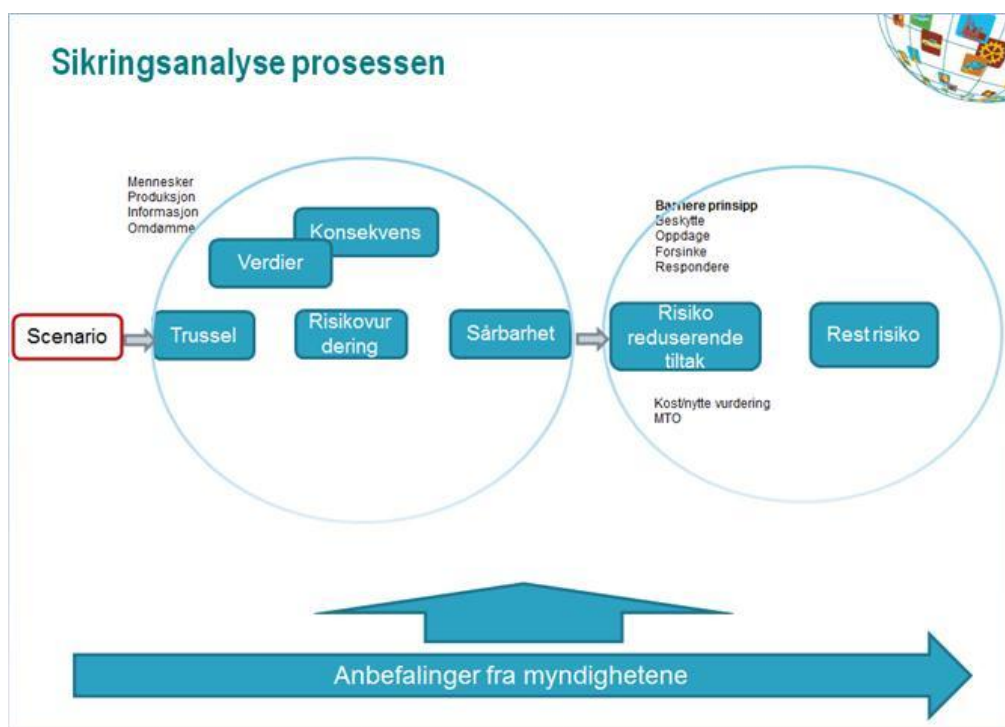 Sikringsanalyse prosessen
Mennesker
Produksjon
Informasjon
Omdømme
Konsekvens
Verdier
Scenario
Trussel
Risikovur
dering
Sårbarhet
Barriere prinsipp
Beskytte
Oppdage
Forsinke
Respondere
Risiko
reduserende
tiltak
Rest risiko
Kost/nytte vurdering
MTO
Anbefalinger fra myndighetene